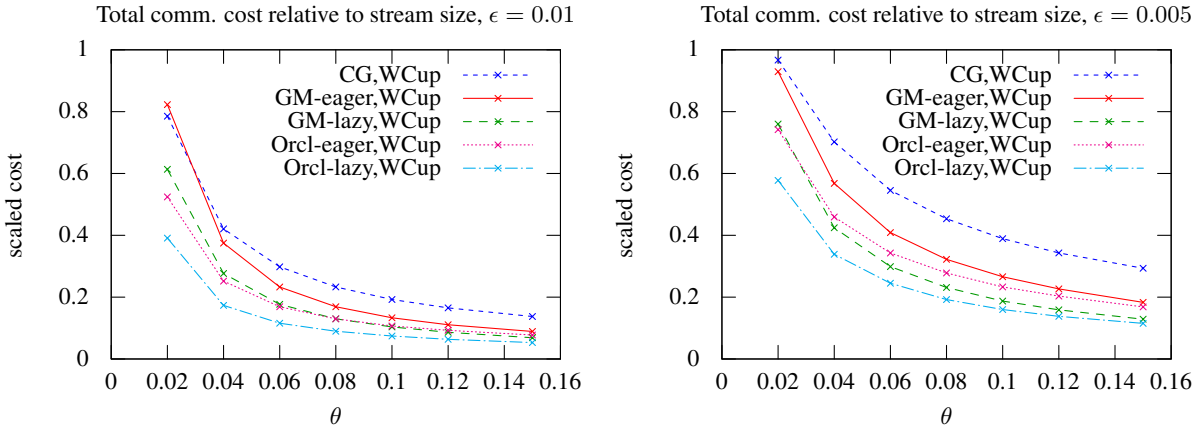 Total comm. cost relative to stream size, ϵ = 0.01
1
0.8
0.6
0.4
0.2
0
scaled cost
CG,WCup
GM-eager,WCup
GM-lazy,WCup
Orcl-eager,WCup
Orcl-lazy,WCup
0 0.02 0.04 0.06 0.08 0.1 0.12 0.14 0.16
θ
Total comm. cost relative to stream size, ϵ = 0.005
1
0.8
0.6
0.4
0.2
0
scaled cost
CG,WCup
GM-eager,WCup
GM-lazy,WCup
Orcl-eager,WCup
Orcl-lazy,WCup
0 0.02 0.04 0.06 0.08 0.1 0.12 0.14 0.16
θ